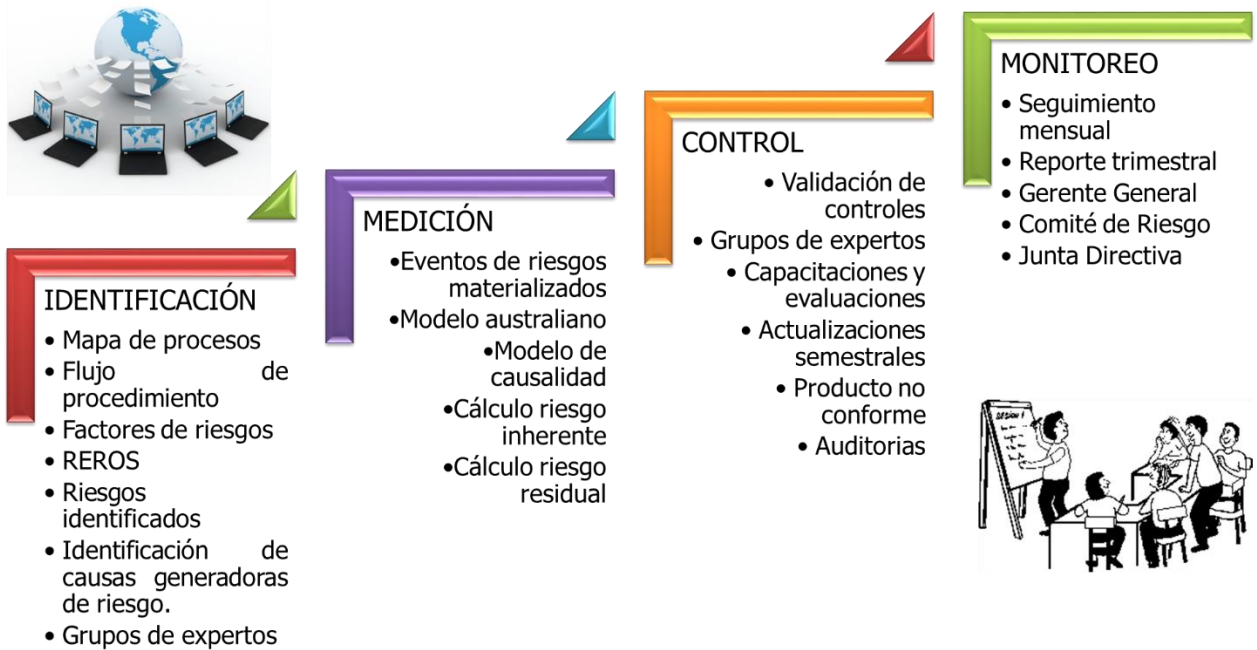 IDENTIFICACIÓN
• Mapa de procesos
• Flujo de
procedimiento
• Factores de riesgos
• REROS
• Riesgos
identificados
• Identificación de
causas generadoras
de riesgo.
• Grupos de expertos
MEDICIÓN
•Eventos de riesgos
materializados
•Modelo australiano
•Modelo de
causalidad
•Cálculo riesgo
inherente
•Cálculo riesgo
residual
CONTROL
• Validación de
controles
• Grupos de expertos
• Capacitaciones y
evaluaciones
• Actualizaciones
semestrales
• Producto no
conforme
• Auditorias
MONITOREO
• Seguimiento
mensual
• Reporte trimestral
• Gerente General
• Comité de Riesgo
• Junta Directiva